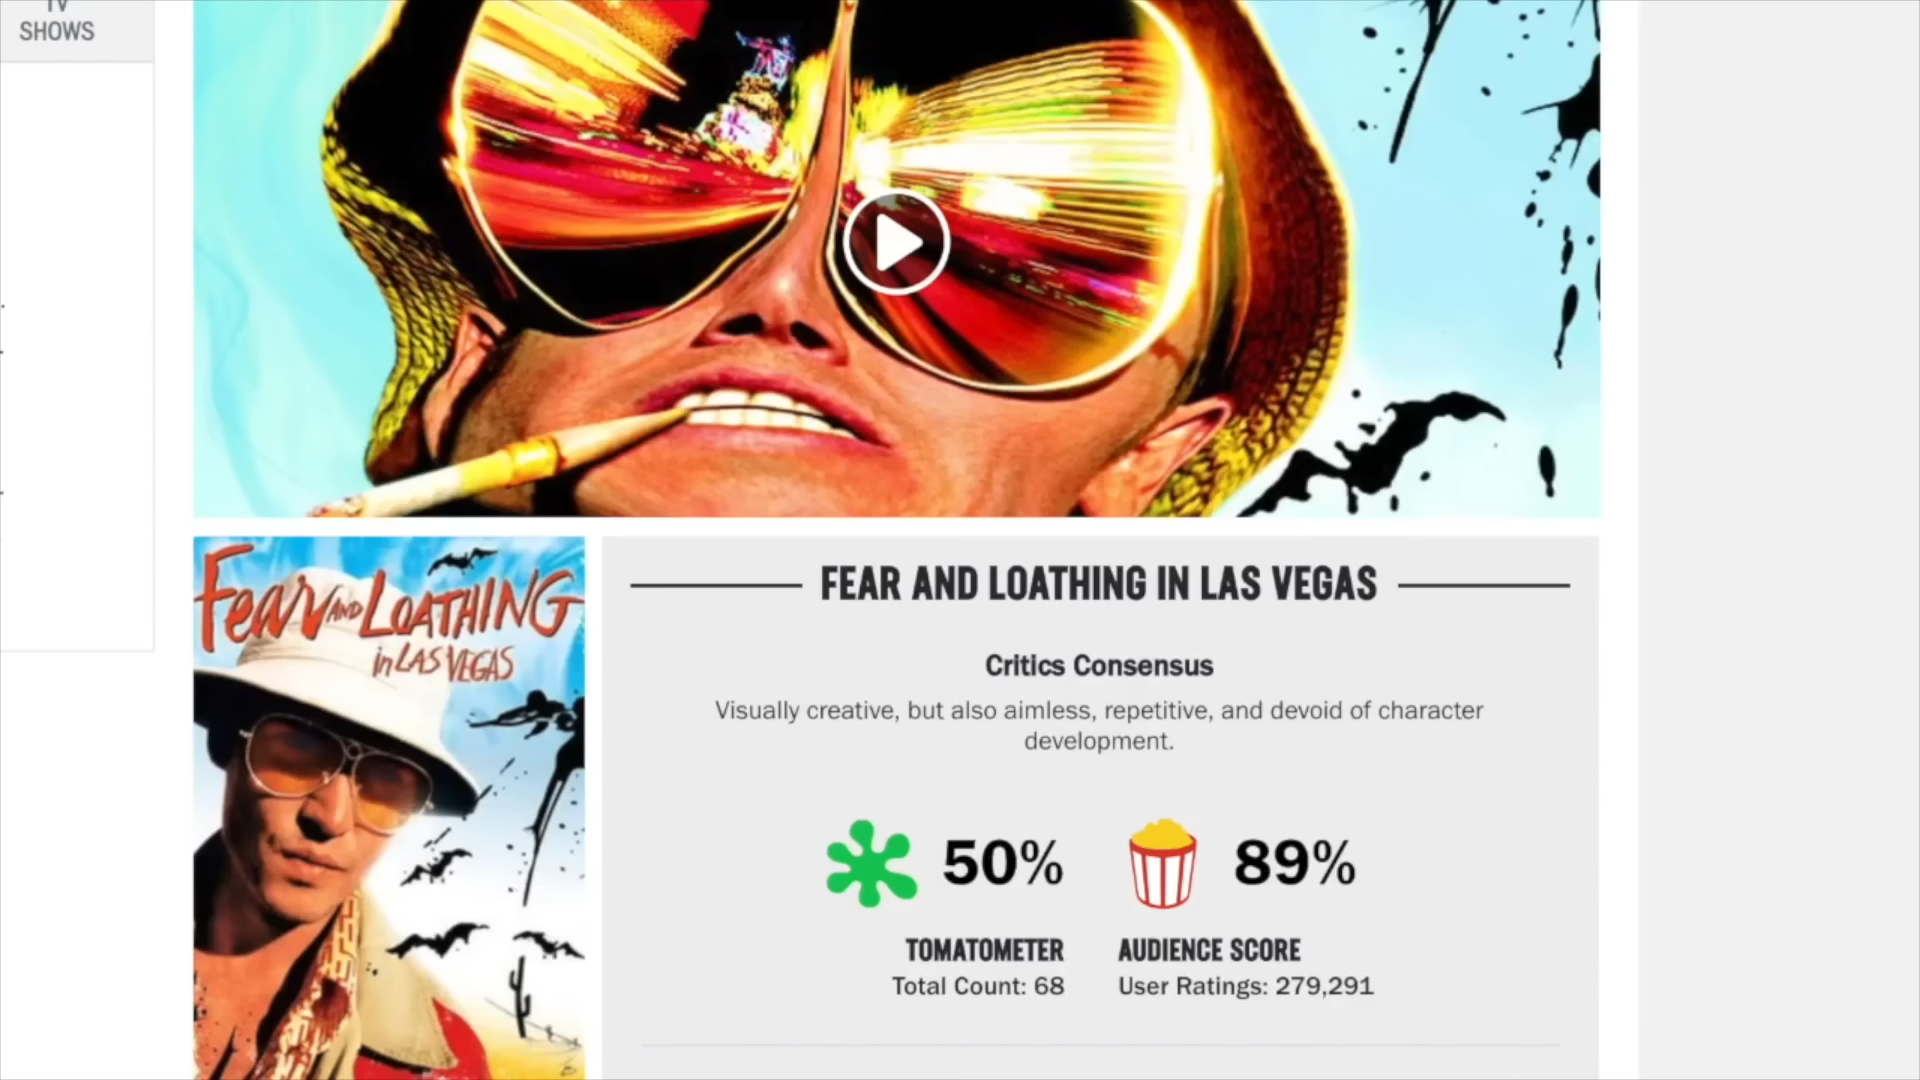 TV
SHOWS
Fear AND LOATHING
in LAS VEGAS
FEAR AND LOATHING IN LAS VEGAS
Critics Consensus
Visually creative, but also aimless, repetitive, and devoid of character
development.
50% 89%
TOMATOMETER AUDIENCE SCORE
Total Count: 68 User Ratings: 279,291